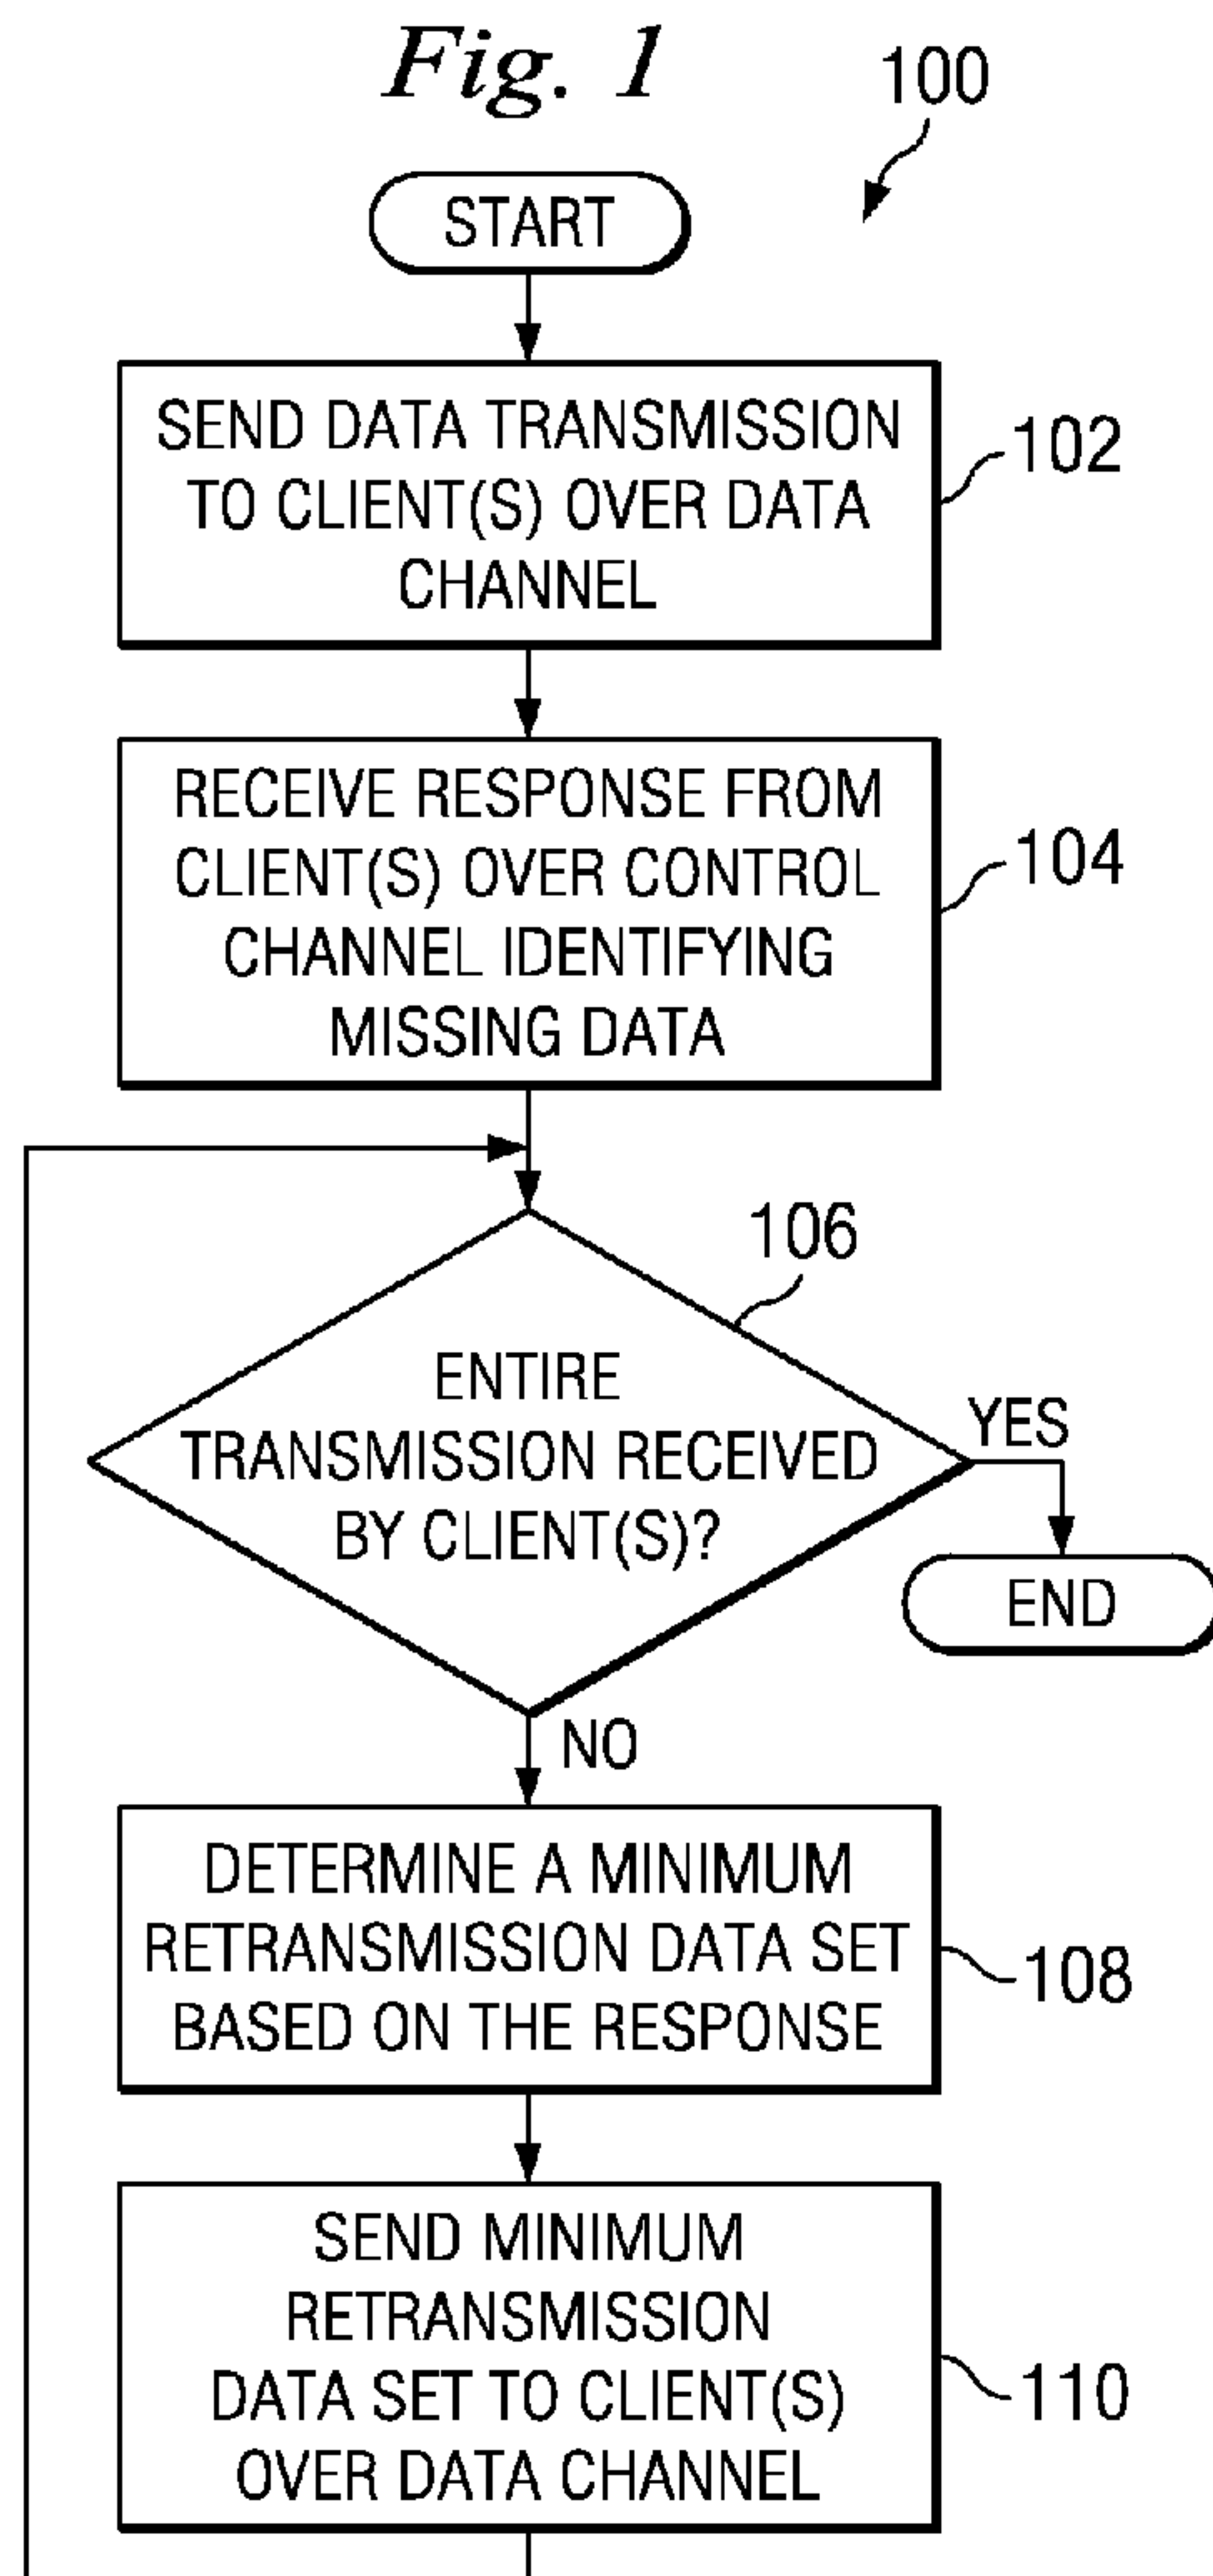 Fig. 1
100
START
SEND DATA TRANSMISSION
TO CLIENT(S) OVER DATA
CHANNEL
102
RECEIVE RESPONSE FROM
CLIENT(S) OVER CONTROL
CHANNEL IDENTIFYING
MISSING DATA
104
106
ENTIRE
TRANSMISSION RECEIVED
BY CLIENT(S)?
YES
END
NO
DETERMINE A MINIMUM
RETRANSMISSION DATA SET
BASED ON THE RESPONSE
108
SEND MINIMUM
RETRANSMISSION
DATA SET TO CLIENT(S)
OVER DATA CHANNEL
110